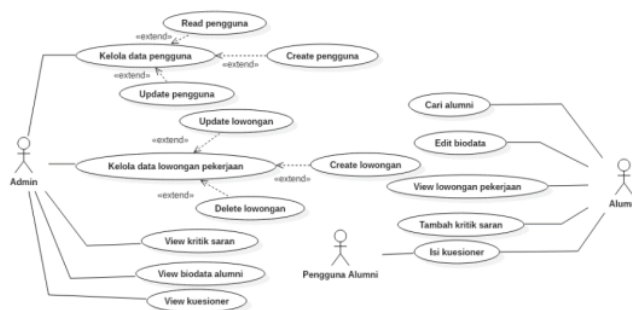 Read pengguna
«extend»
Kelola data pengguna
Create pengguna
«extend»
«extend»
Update pengguna
Update lowongan
Cari alumni
«extend»
Edit biodata
Kelola data lowongan pekerjaan
Create lowongan
«extend»
Admin
View lowongan pekerjaan
«extend»
Alum
Delete lowongan
Tambah kritik saran
View kritik saran
Isi kuesioner
View biodata alumni
Pengguna Alumni
View kuesioner